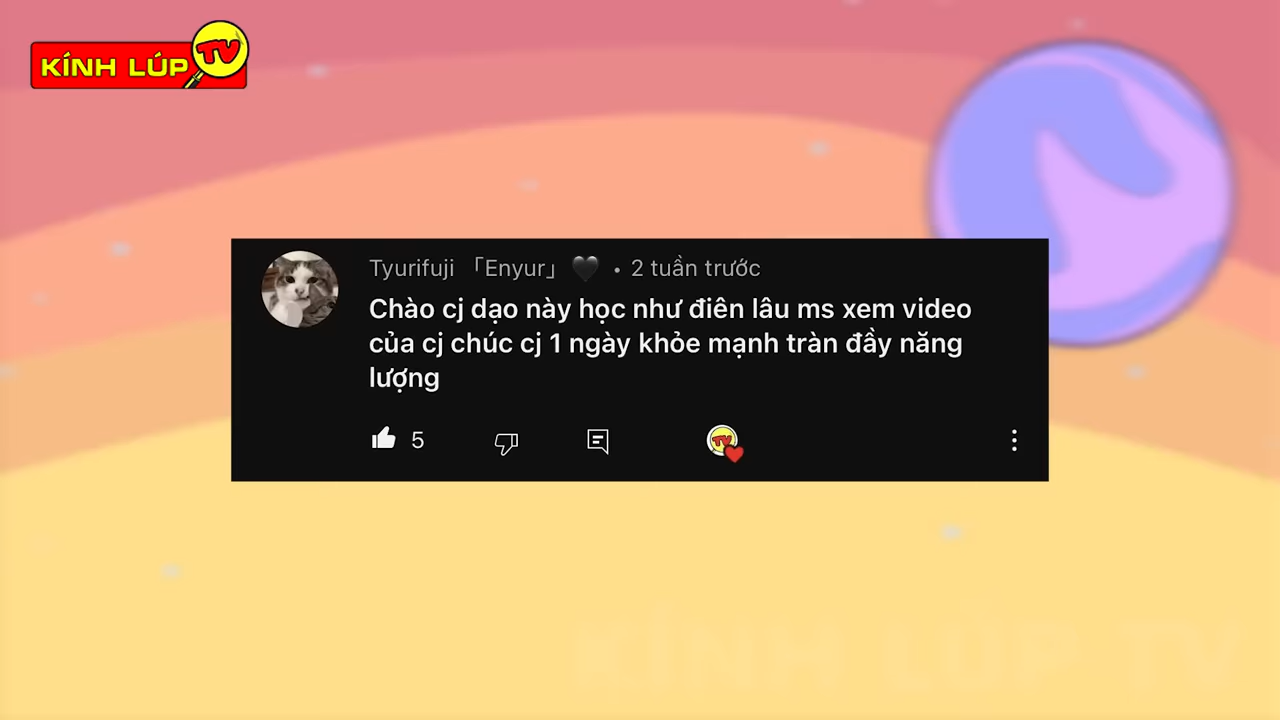 KÍNH LÚP TV
Tyurifuji 「Enyur」 🖤 • 2 tuần trước
Chào cj dạo này học như điên lâu ms xem video
của cj chúc cj 1 ngày khỏe mạnh tràn đầy năng
lượng
5
TV
KÍNH LÚP TV